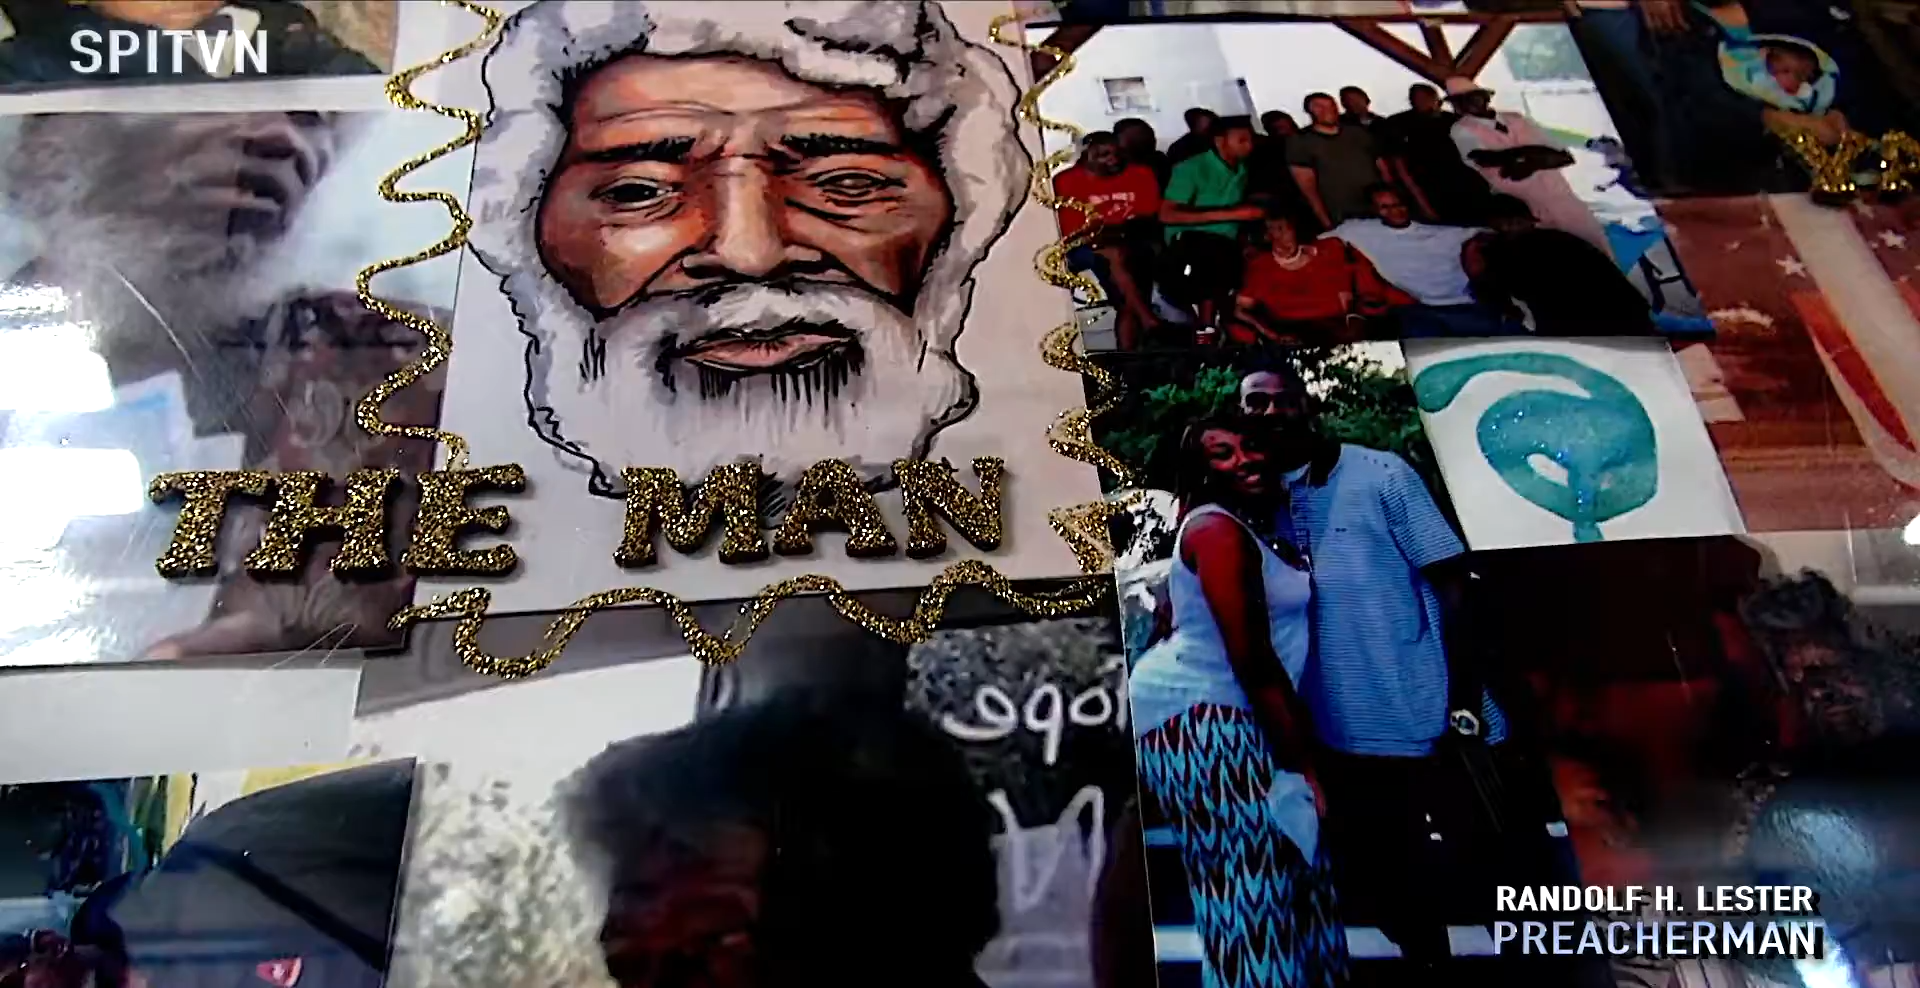 SPITVN
THE MAN
RANDOLF H. LESTER
PREACHERMAN